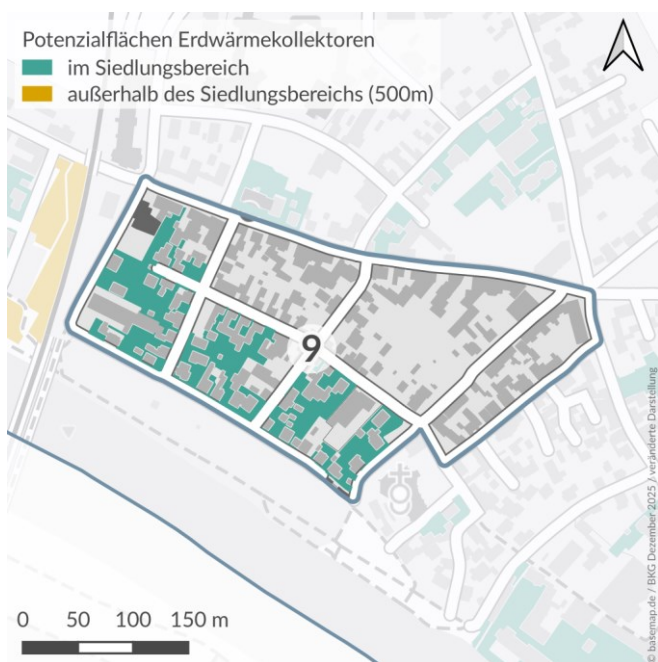 Potenzialflächen Erdwärmekollektoren
im Siedlungsbereich
außerhalb des Siedlungsbereichs (500m)
9
0 50 100 150 m
© basemap.de / BKG Dezember 2025 / veränderte Darstellung